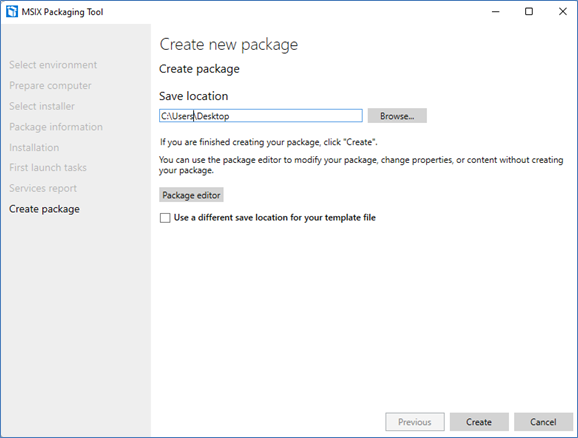 MSIX Packaging Tool
Create new package
Create package
Select environment
Prepare computer
Select installer
Package information
Installation
First launch tasks
Services report
Create package
Save location
C:\Users\Desktop
Browse...
If you are finished creating your package, click "Create".
You can use the package editor to modify your package, change properties, or content without creating
your package.
Package editor
Use a different save location for your template file
Previous
Create
Cancel